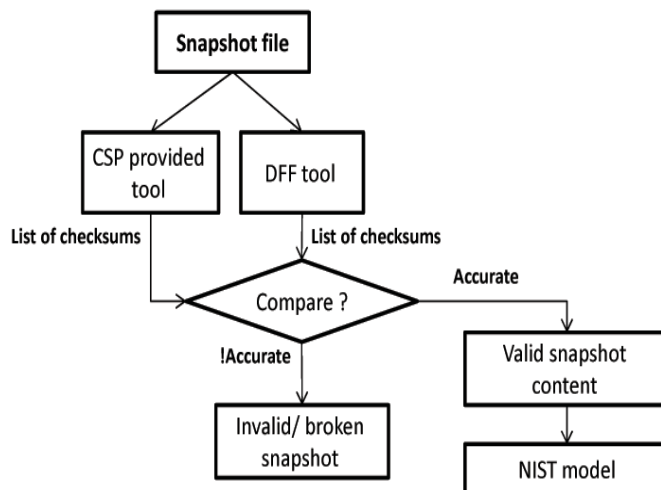 Snapshot file
CSP provided
tool
DFF tool
List of checksums
List of checksums
Compare ?
Accurate
!Accurate
Valid snapshot
content
Invalid/ broken
snapshot
NIST model